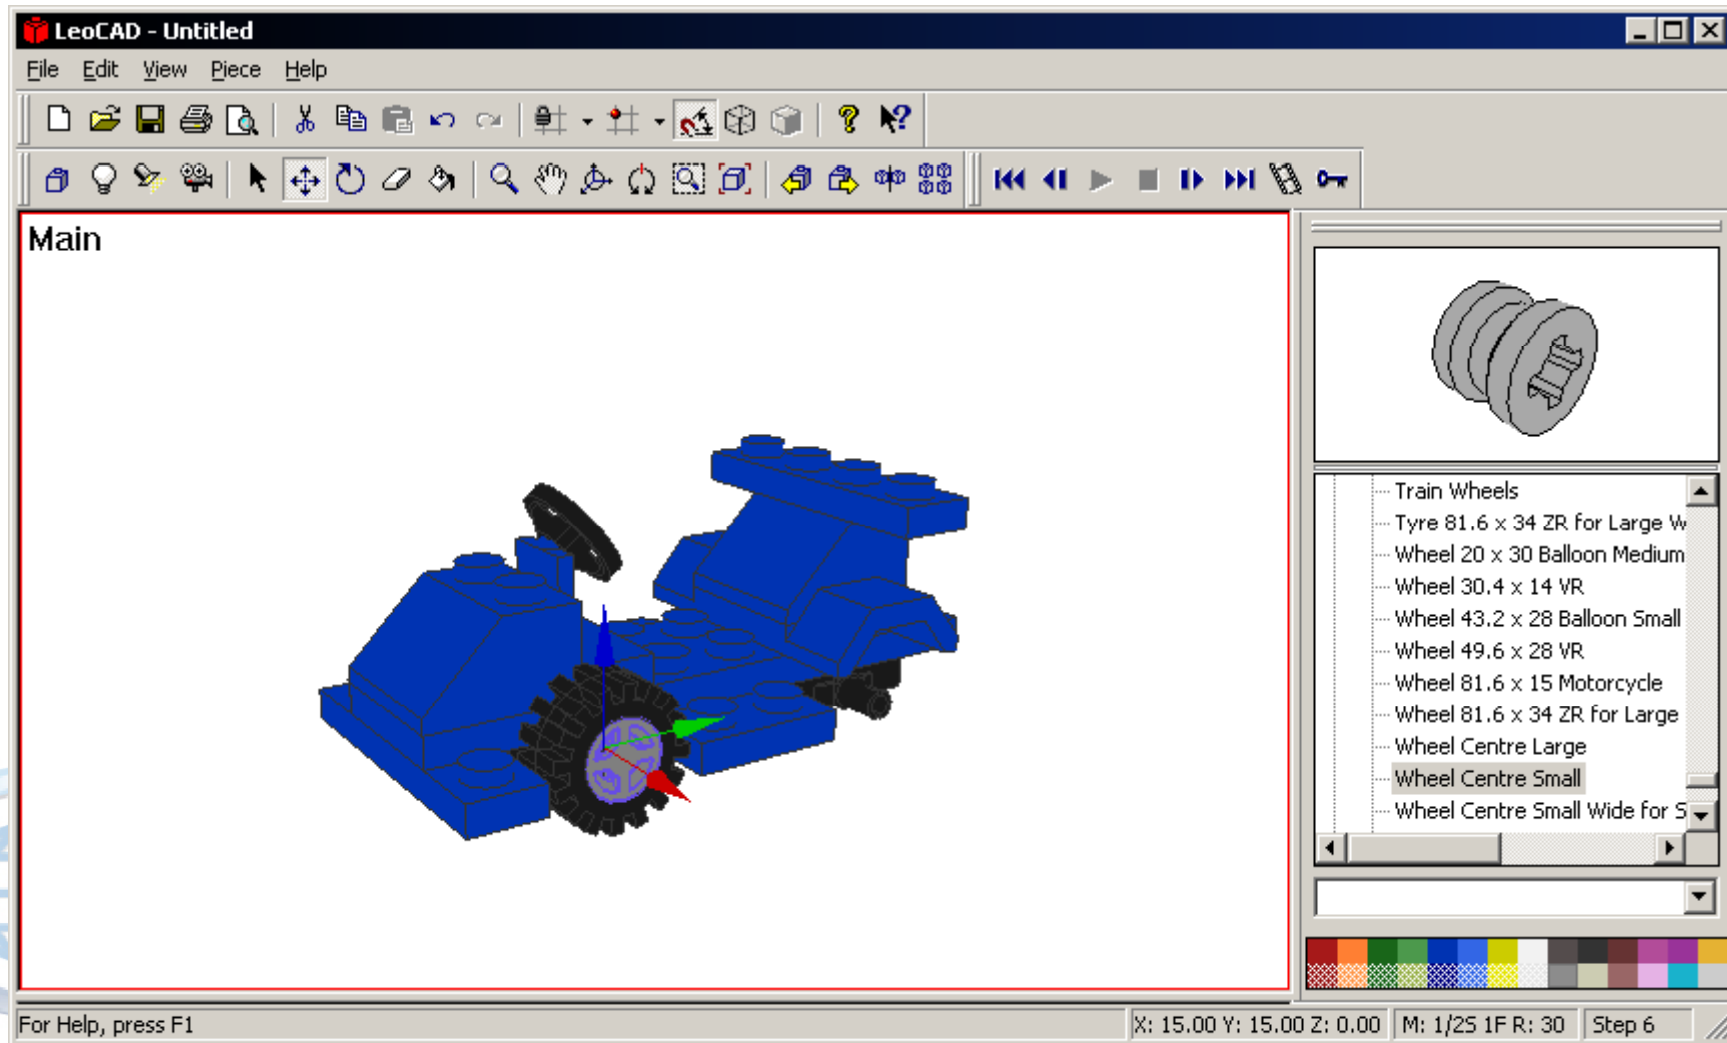 LeoCAD - Untitled
File Edit View Piece Help
Main
Train Wheels
Tyre 81.6 x 34 ZR for Large W
Wheel 20 x 30 Balloon Medium
Wheel 30.4 x 14 VR
Wheel 43.2 x 28 Balloon Small
Wheel 49.6 x 28 VR
Wheel 81.6 x 15 Motorcycle
Wheel 81.6 x 34 ZR for Large
Wheel Centre Large
Wheel Centre Small
Wheel Centre Small Wide for S
For Help, press F1
X: 15.00 Y: 15.00 Z: 0.00
M: 1/25 1F R: 30
Step 6